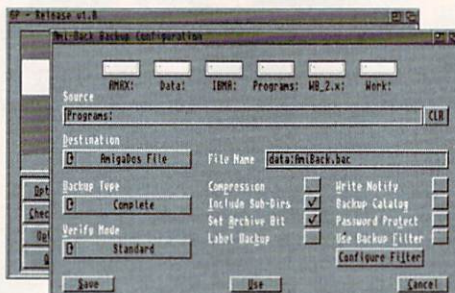 GP - Release v1.0
Ami-Back Backup Configuration
AMAX: Data: IBMA: Programs: WB_2.x: Work:
Source
Programs: CLR
Destination
AmigaDos File File Name data:AmiBack.bac
Backup Type Compression Write Notify
Complete Include Sub-Dirs Backup Catalog
Verify Mode Set Archive Bit Password Protect
Standard Label Backup Use Backup Filter
Configure Filter
Save Use Cancel